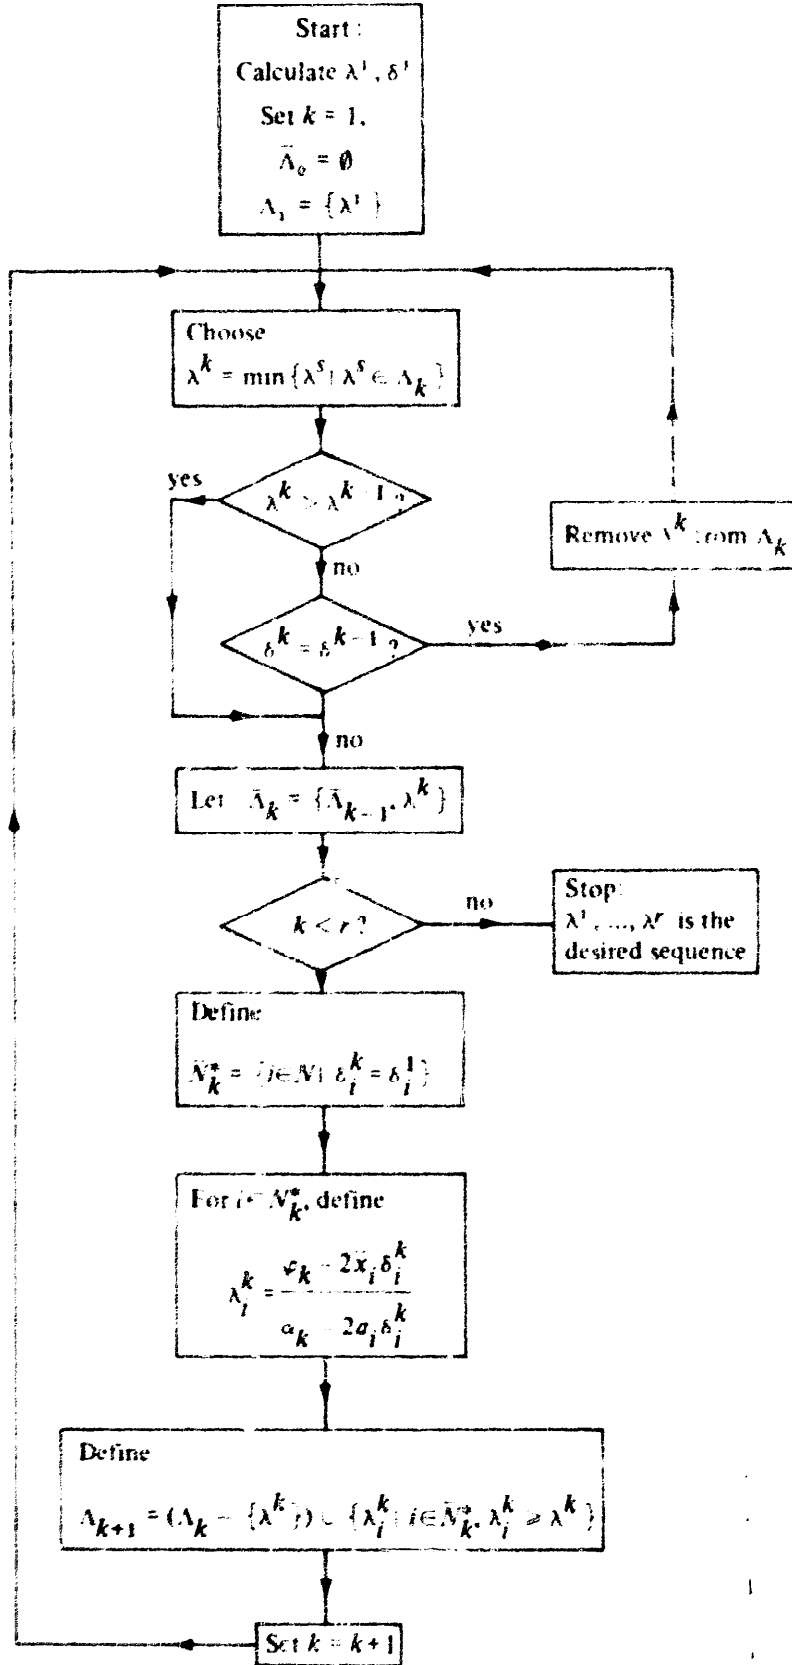 Start:
Calculate λ¹, δ¹
Set k = 1,
Λ̄₀ = ∅
Λ₁ = {λ¹}
Choose
λ^k = min{λ^s | λ^s ∈ Λ_k}
yes
λ^k > λ^{k-1} ?
Remove λ^k from Λ_k
no
δ^k = δ^{k-1} ?
yes
no
Let Λ̄_k = {Λ̄_{k-1}, λ^k}
k < r ?
no
Stop:
λ¹, ..., λ^r is the
desired sequence
Define
N̄*_k = {i∈N | δ_i^k = δ_i^1}
For i ∈ N̄*_k, define
λ_i^k = (φ_k - 2x_i δ_i^k) / (α_k - 2a_i δ_i^k)
Define
Λ_{k+1} = (Λ_k - {λ^k}) ∪ {λ_i^k | i∈N̄*_k, λ_i^k ≥ λ^k}
Set k = k+1